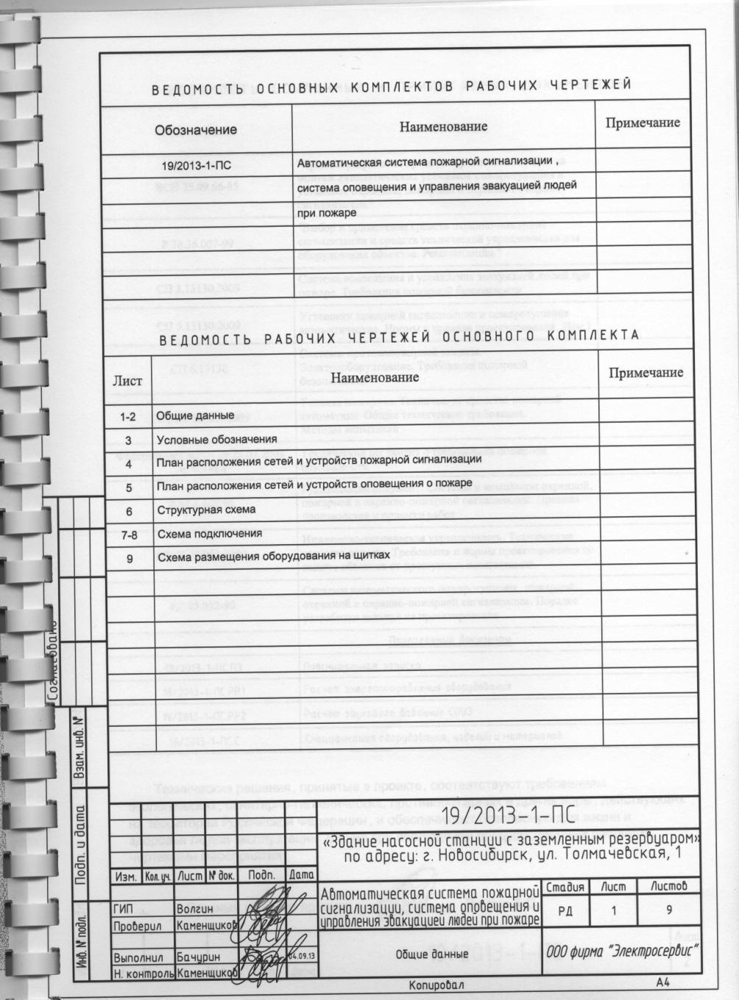 ВЕДОМОСТЬ ОСНОВНЫХ КОМПЛЕКТОВ РАБОЧИХ ЧЕРТЕЖЕЙ
Обозначение Наименование Примечание
19/2013-1-ПС Автоматическая система пожарной сигнализации ,
система оповещения и управления эвакуацией людей
при пожаре
ВЕДОМОСТЬ РАБОЧИХ ЧЕРТЕЖЕЙ ОСНОВНОГО КОМПЛЕКТА
Лист Наименование Примечание
1-2 Общие данные
3 Условные обозначения
4 План расположения сетей и устройств пожарной сигнализации
5 План расположения сетей и устройств оповещения о пожаре
6 Структурная схема
7-8 Схема подключения
9 Схема размещения оборудования на щитках
Согласовано
Взам. инв. N
Подп. и дата
Инв. N подл.
19/2013-1-ПС
«Здание насосной станции с заземленным резервуаром»
по адресу: г. Новосибирск, ул. Толмачевская, 1
Изм. Кол. уч. Лист № док. Подп. Дата
ГИП Волгин
Проверил Каменщиков
Выполнил Бачурин 04.09.13
Н. контроль Каменщиков
Автоматическая система пожарной
сигнализации, система оповещения и
управления эвакуацией людей при пожаре
Стадия Лист Листов
РД 1 9
Общие данные
ООО фирма "Электросервис"
Копировал А4